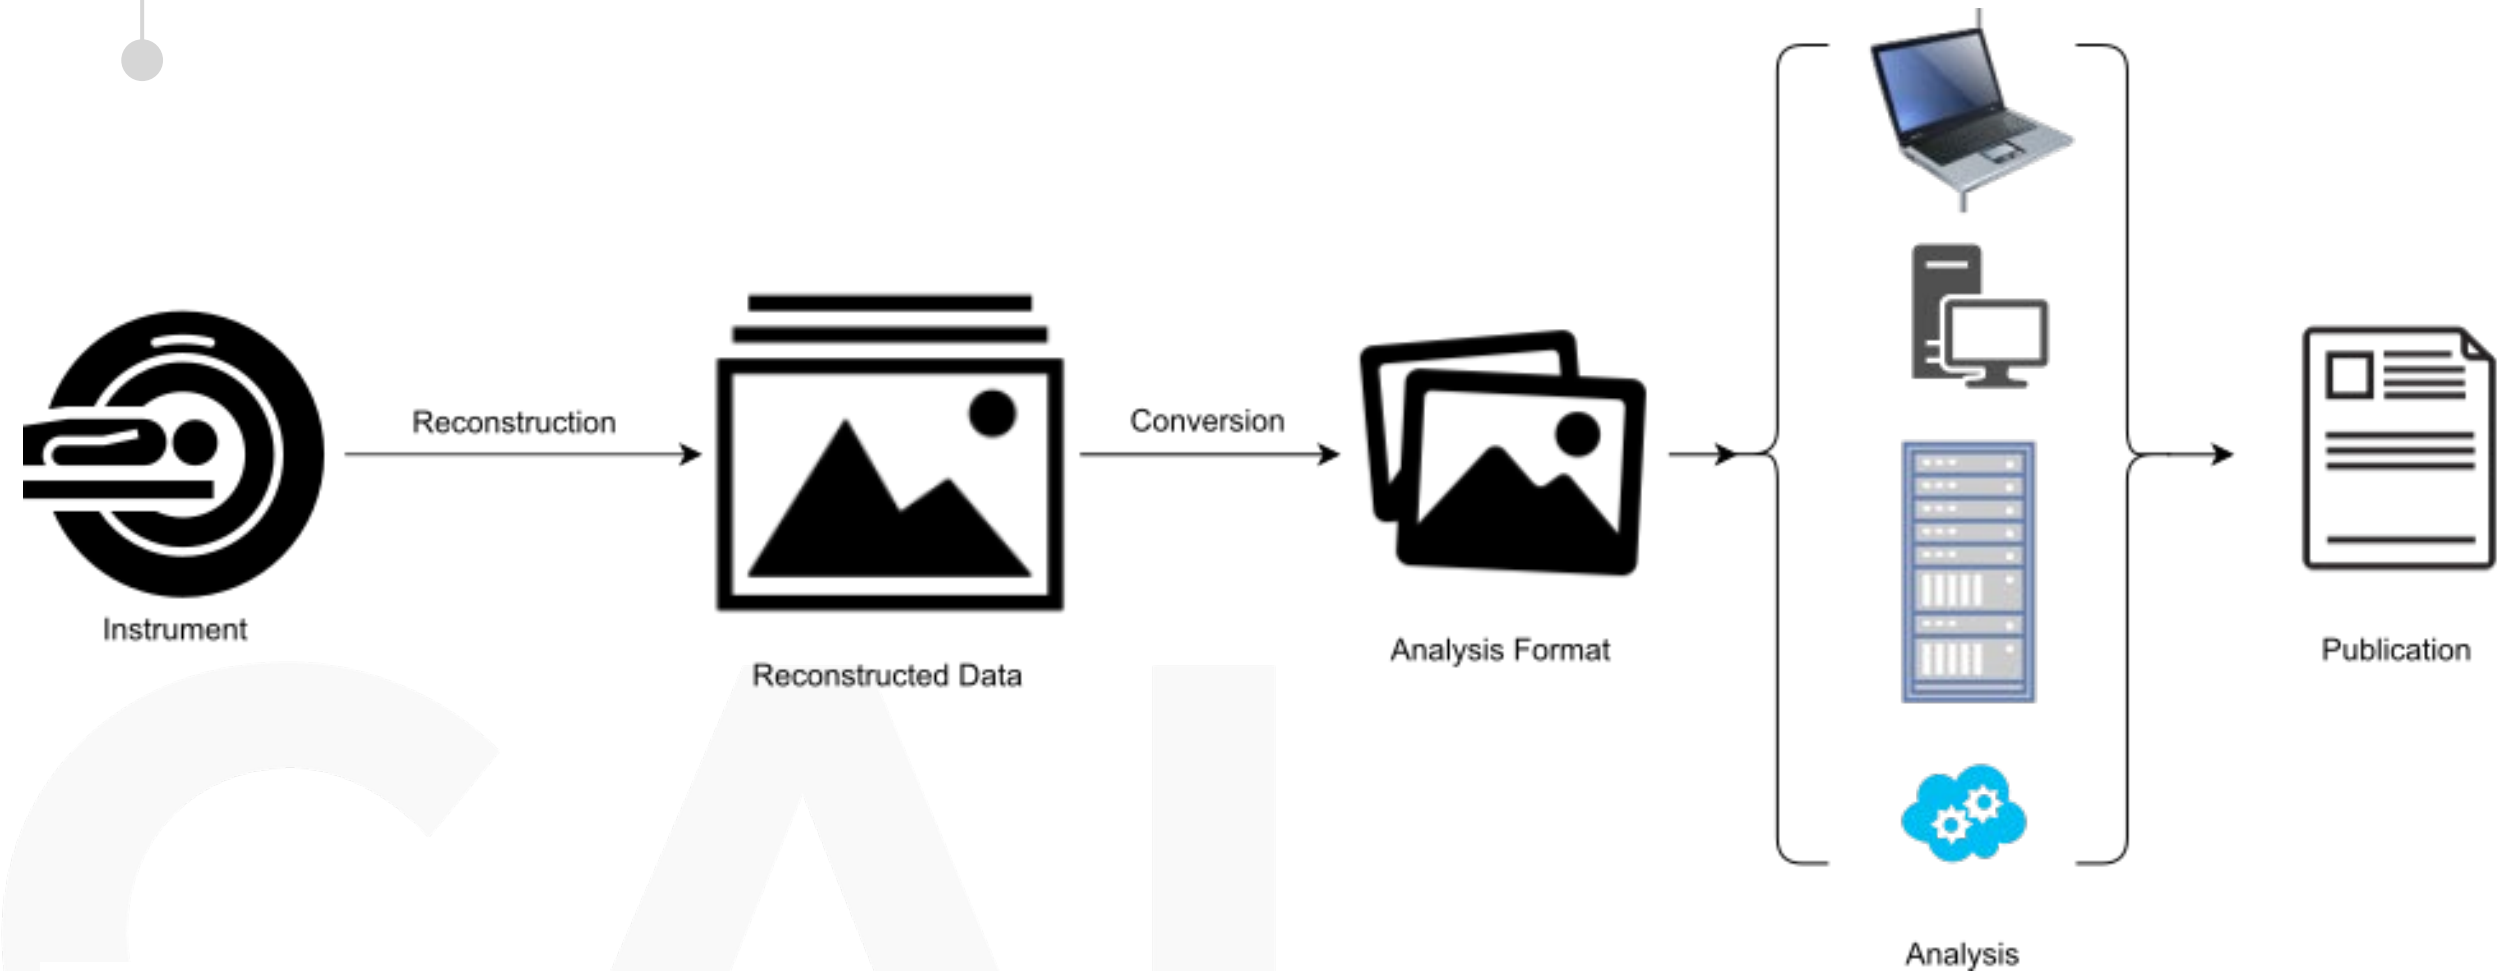 Reconstruction
Conversion
Instrument
Reconstructed Data
Analysis Format
Publication
Analysis